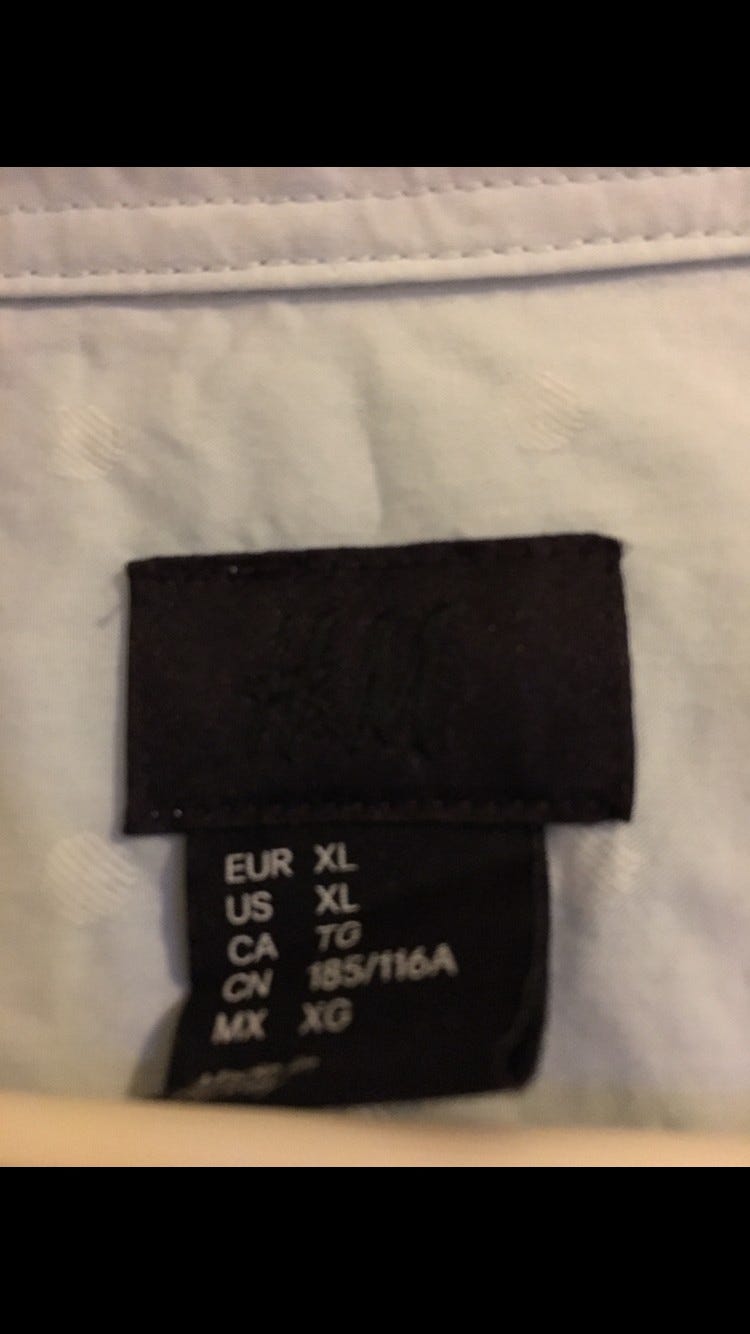 H&M
EUR XL
US XL
CA TG
CN 185/116A
MX XG